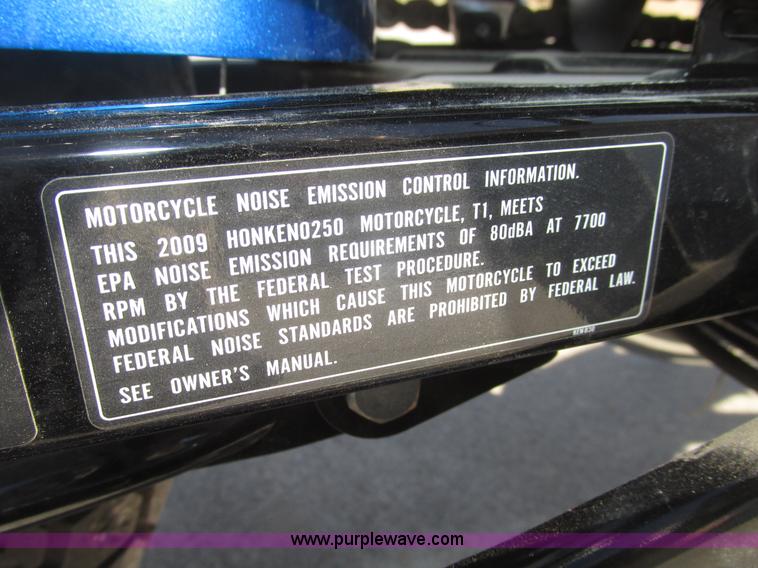 MOTORCYCLE NOISE EMISSION CONTROL INFORMATION.
THIS 2009 HONKEN0250 MOTORCYCLE, T1, MEETS
EPA NOISE EMISSION REQUIREMENTS OF 80dBA AT 7700
RPM BY THE FEDERAL TEST PROCEDURE.
MODIFICATIONS WHICH CAUSE THIS MOTORCYCLE TO EXCEED
FEDERAL NOISE STANDARDS ARE PROHIBITED BY FEDERAL LAW.
SEE OWNER'S MANUAL.
www.purplewave.com